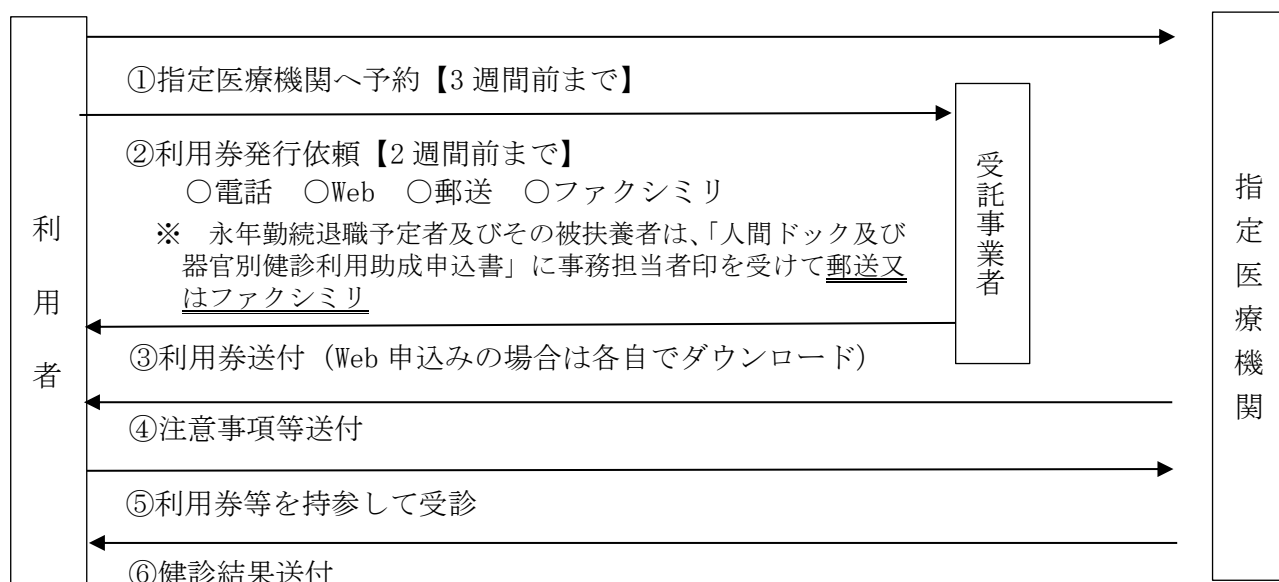 ①指定医療機関へ予約【3 週間前まで】
②利用券発行依頼【2 週間前まで】
○電話 ○Web ○郵送 ○ファクシミリ
※ 永年勤続退職予定者及びその被扶養者は、「人間ドック及び
器官別健診利用助成申込書」に事務担当者印を受けて郵送又
はファクシミリ
③利用券送付（Web 申込みの場合は各自でダウンロード）
④注意事項等送付
⑤利用券等を持参して受診
⑥健診結果送付
利用者
受託事業者
指定医療機関